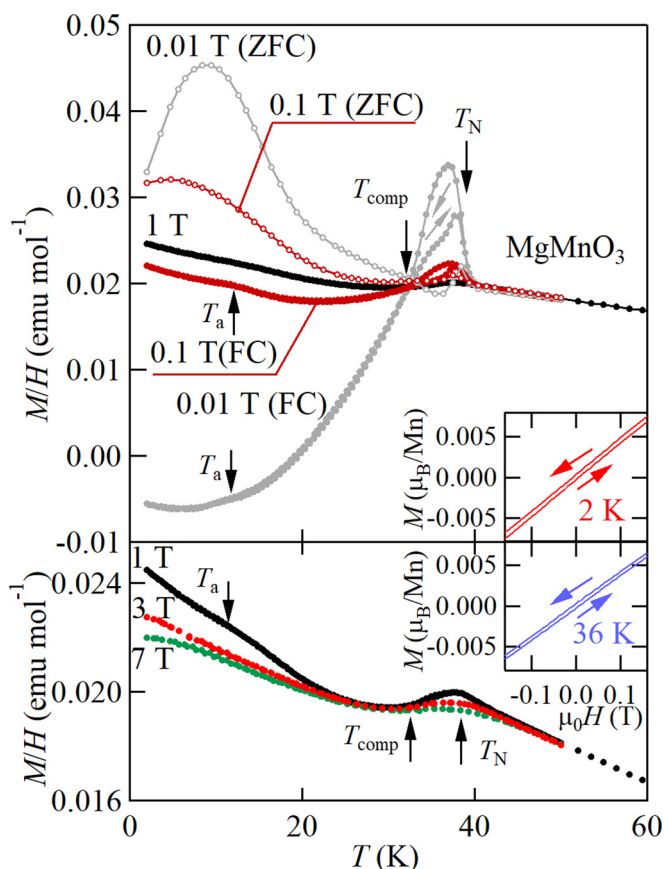 0.05
0.04
0.03
0.02
0.01
0.00
-0.01
M/H (emu mol⁻¹)
0.01 T (ZFC)
0.1 T (ZFC)
T_N
T_comp
1 T
MgMnO₃
T_a
0.1 T(FC)
0.01 T (FC)
T_a
M (μ_B/Mn)
0.005
0.000
-0.005
2 K
M (μ_B/Mn)
0.005
0.000
-0.005
36 K
-0.1 0.0 0.1
μ₀H (T)
M/H (emu mol⁻¹)
0.024
0.020
0.016
1 T
3 T
7 T
T_a
T_comp
T_N
0 20 40 60
T (K)